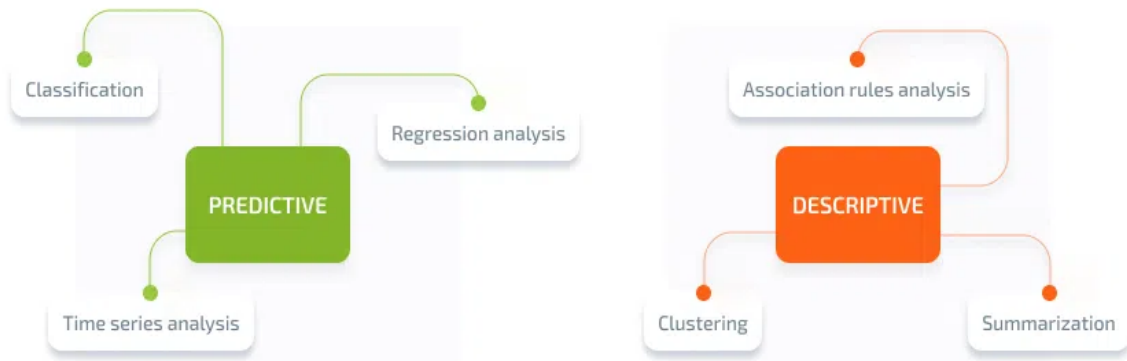 Classification
Regression analysis
PREDICTIVE
Time series analysis
Association rules analysis
DESCRIPTIVE
Clustering
Summarization